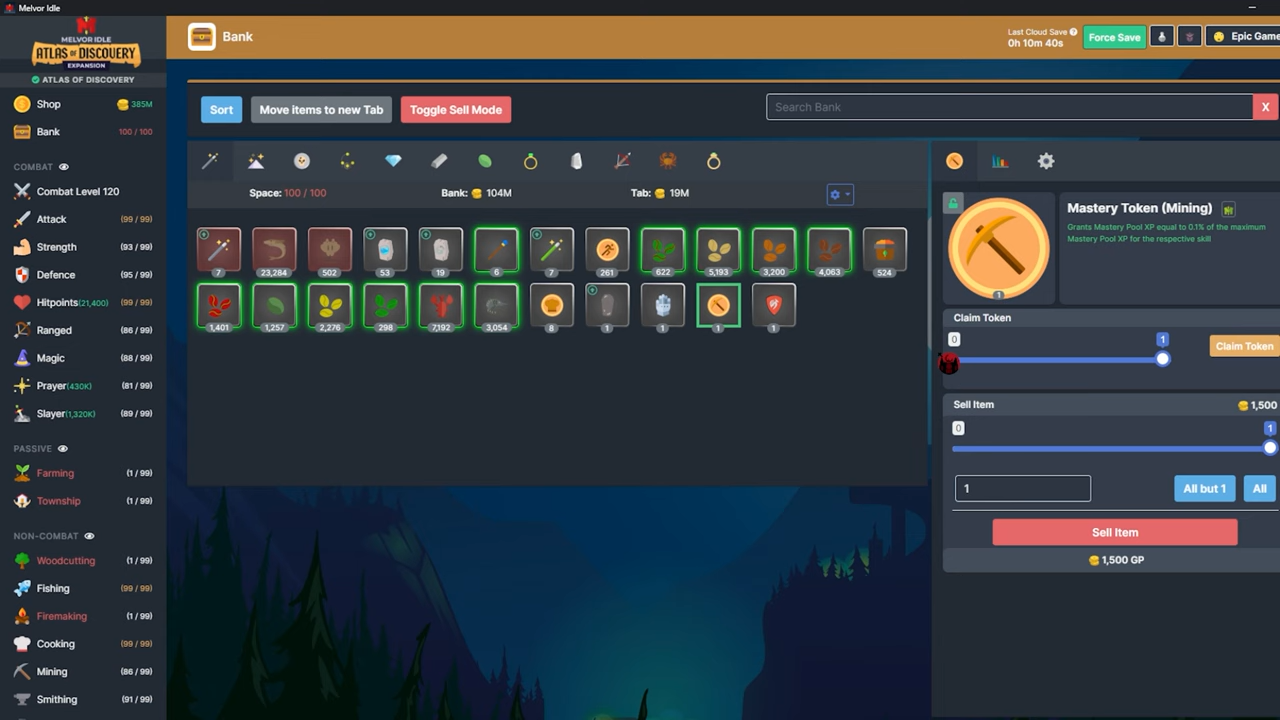 Melvor Idle
MELVOR IDLE
ATLAS OF DISCOVERY
EXPANSION
ATLAS OF DISCOVERY
Shop 385M
Bank 100 / 100
COMBAT
Combat Level 120
Attack (99 / 99)
Strength (93 / 99)
Defence (95 / 99)
Hitpoints(21,400) (99 / 99)
Ranged (86 / 99)
Magic (88 / 99)
Prayer(430K) (81 / 99)
Slayer(1,320K) (89 / 99)
PASSIVE
Farming (1 / 99)
Township (1 / 99)
NON-COMBAT
Woodcutting (1 / 99)
Fishing (99 / 99)
Firemaking (1 / 99)
Cooking (99 / 99)
Mining (86 / 99)
Smithing (91 / 99)
Bank
Last Cloud Save
0h 10m 40s
Force Save
Epic Game
Sort
Move items to new Tab
Toggle Sell Mode
Search Bank
X
Space: 100 / 100 Bank: 104M Tab: 19M
7 23,284 502 53 19 6 7 261 622 5,193 3,200 4,063 524
1,401 1,257 2,276 298 7,192 3,054 8 1 1 1 1
Mastery Token (Mining)
Grants Mastery Pool XP equal to 0.1% of the maximum
Mastery Pool XP for the respective skill
1
Claim Token
0 1
Claim Token
Sell Item 1,500
0 1
1
All but 1
All
Sell Item
1,500 GP